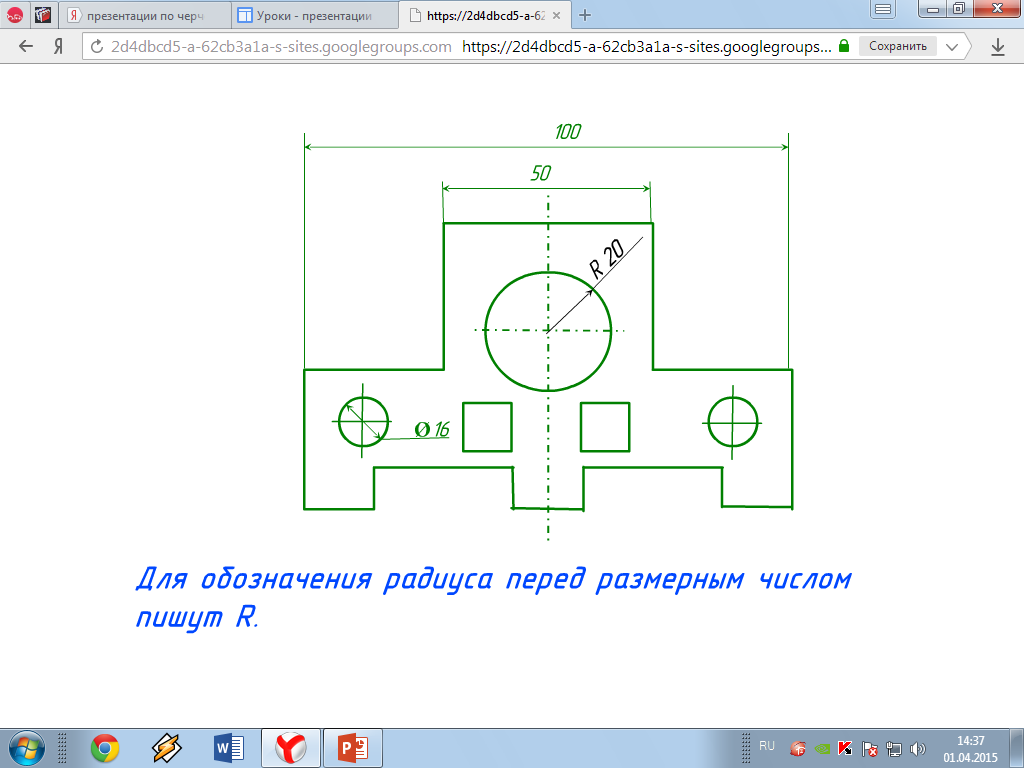 презентации по черч
Уроки - презентации
https://2d4dbcd5-a-62
2d4dbcd5-a-62cb3a1a-s-sites.googlegroups.com https://2d4dbcd5-a-62cb3a1a-s-sites.googlegroups... Сохранить
100
50
R 20
Ø 16
Для обозначения радиуса перед размерным числом
пишут R.
RU
14:37
01.04.2015